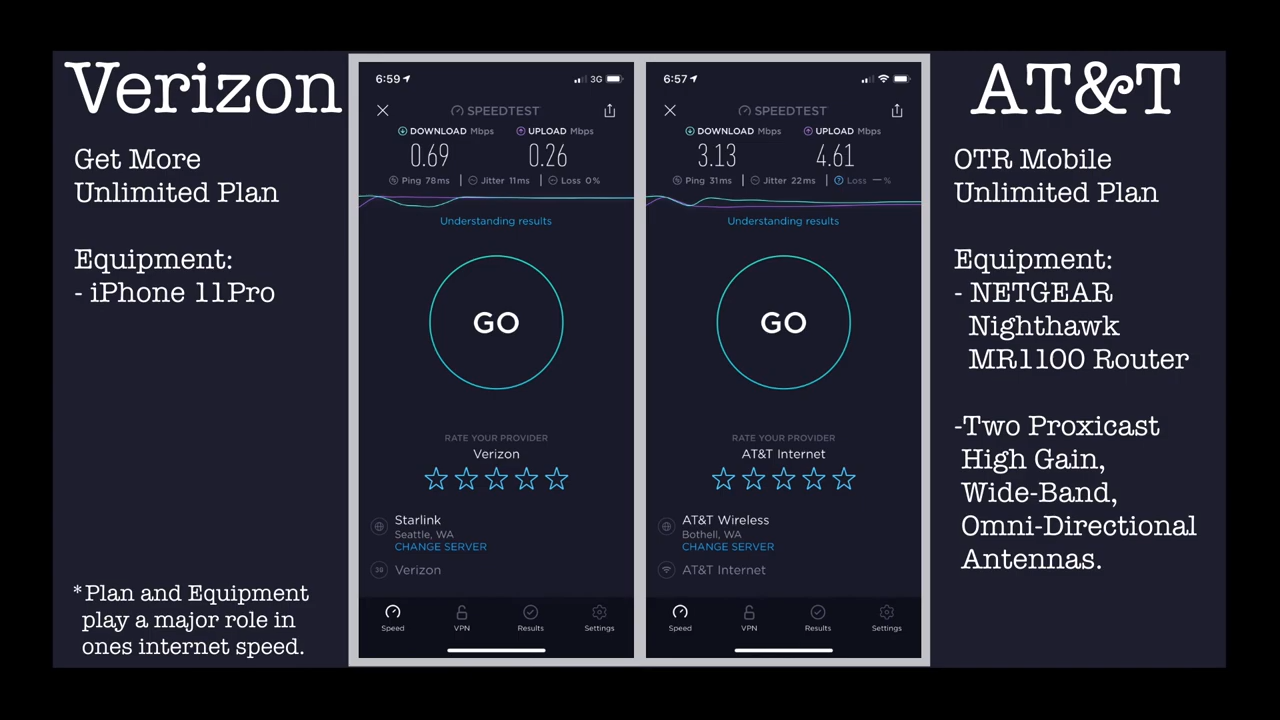 Verizon
Get More
Unlimited Plan
Equipment:
- iPhone 11Pro
*Plan and Equipment
play a major role in
ones internet speed.
6:59
3G
SPEEDTEST
DOWNLOAD Mbps
UPLOAD Mbps
0.69
0.26
Ping 78ms
Jitter 11ms
Loss 0%
Understanding results
GO
RATE YOUR PROVIDER
Verizon
Starlink
Seattle, WA
CHANGE SERVER
3G
Verizon
Speed
VPN
Results
Settings
6:57
SPEEDTEST
DOWNLOAD Mbps
UPLOAD Mbps
3.13
4.61
Ping 31ms
Jitter 22ms
Loss — %
Understanding results
GO
RATE YOUR PROVIDER
AT&T Internet
AT&T Wireless
Bothell, WA
CHANGE SERVER
AT&T Internet
Speed
VPN
Results
Settings
AT&T
OTR Mobile
Unlimited Plan
Equipment:
- NETGEAR
Nighthawk
MR1100 Router
-Two Proxicast
High Gain,
Wide-Band,
Omni-Directional
Antennas.